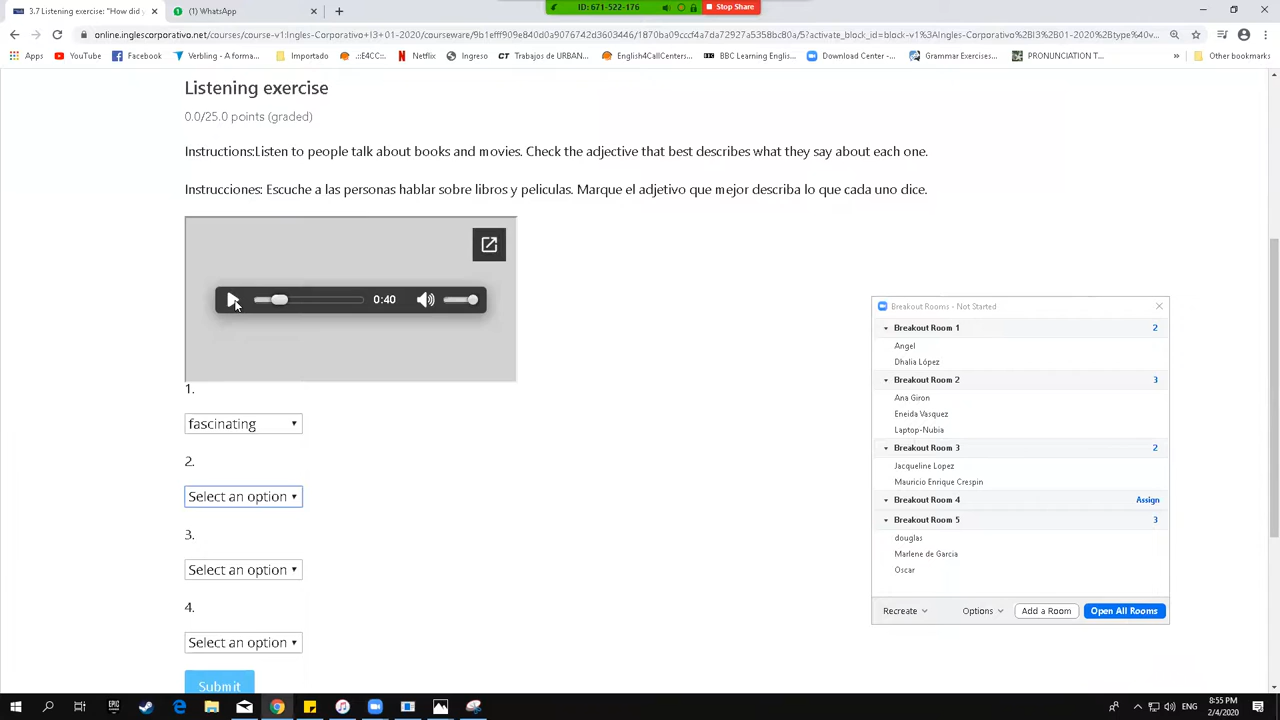 3.7 Listening exercise: "How did y
(1) WhatsApp
ID: 671-522-176
Stop Share
online.inglescorporativo.net/courses/course-v1:Ingles-Corporativo+I3+01-2020/courseware/9b1efff909e840d0a9076742d3603446/1870ba09cccf4a7da72927a5358bc80a/5?activate_block_id=block-v1%3AIngles-Corporativo%2BI3%2B01-2020%2Btype%40v...
Apps YouTube Facebook Verbling - A forma... Importado .::E4CC::. Netflix Ingreso CT Trabajos de URBAN... English4CallCenters... BBC Learning Englis... Download Center -... Grammar Exercises... PRONUNCIATION T... » Other bookmarks
Listening exercise
0.0/25.0 points (graded)
Instructions:Listen to people talk about books and movies. Check the adjective that best describes what they say about each one.
Instrucciones: Escuche a las personas hablar sobre libros y peliculas. Marque el adjetivo que mejor describa lo que cada uno dice.
0:40
1.
fascinating
2.
Select an option
3.
Select an option
4.
Select an option
Submit
Breakout Rooms - Not Started
Breakout Room 1 2
Angel
Dhalia López
Breakout Room 2 3
Ana Giron
Eneida Vasquez
Laptop-Nubia
Breakout Room 3 2
Jacqueline Lopez
Mauricio Enrique Crespin
Breakout Room 4 Assign
Breakout Room 5 3
douglas
Marlene de Garcia
Oscar
Recreate Options Add a Room Open All Rooms
8:55 PM
2/4/2020